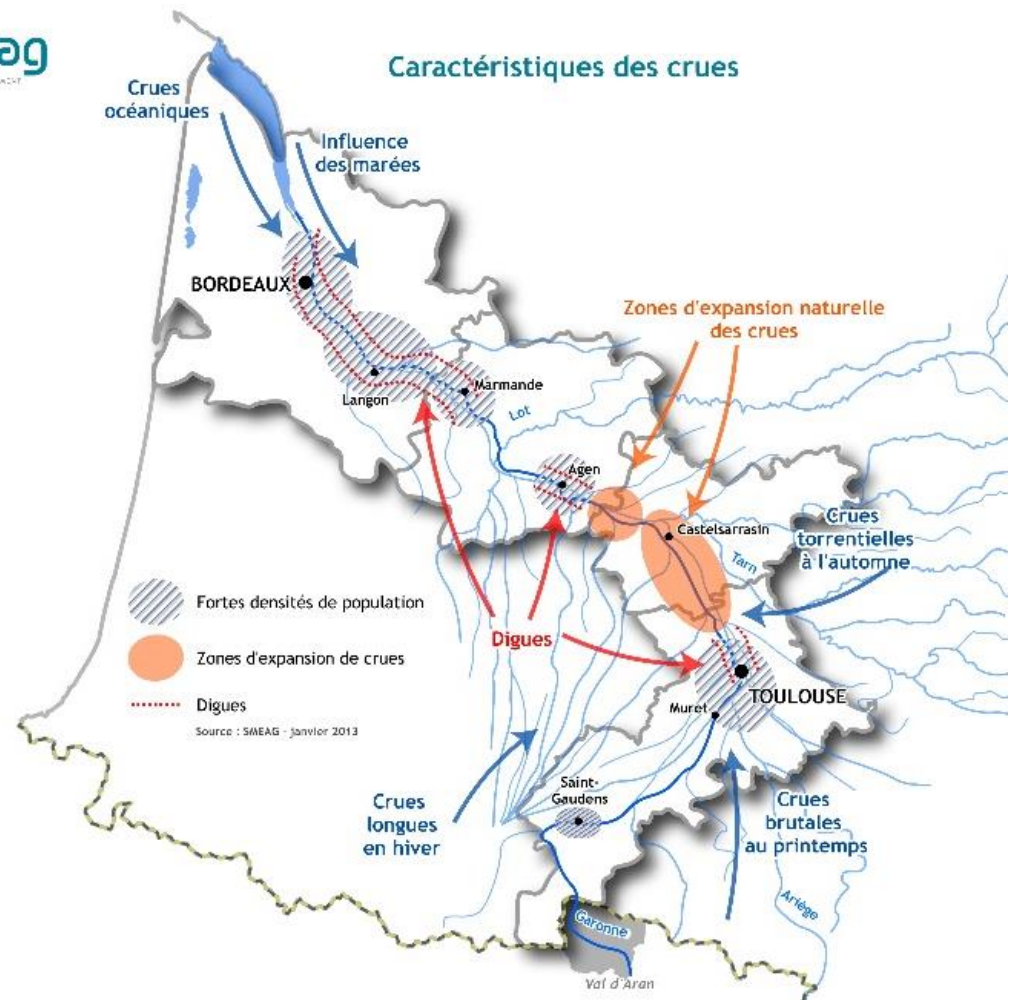 Caractéristiques des crues
Crues
océaniques
Influence
des marées
BORDEAUX
Zones d'expansion naturelle
des crues
Langon
Marmande
Lot
Agen
Castelsarrasin
Crues
torrentielles
à l'automne
Tarn
Fortes densités de population
Zones d'expansion de crues
Digues
Source : SMEAG - janvier 2013
Digues
TOULOUSE
Muret
Saint-
Gaudens
Crues
longues
en hiver
Crues
brutales
au printemps
Ariège
Garonne
Val d'Aran